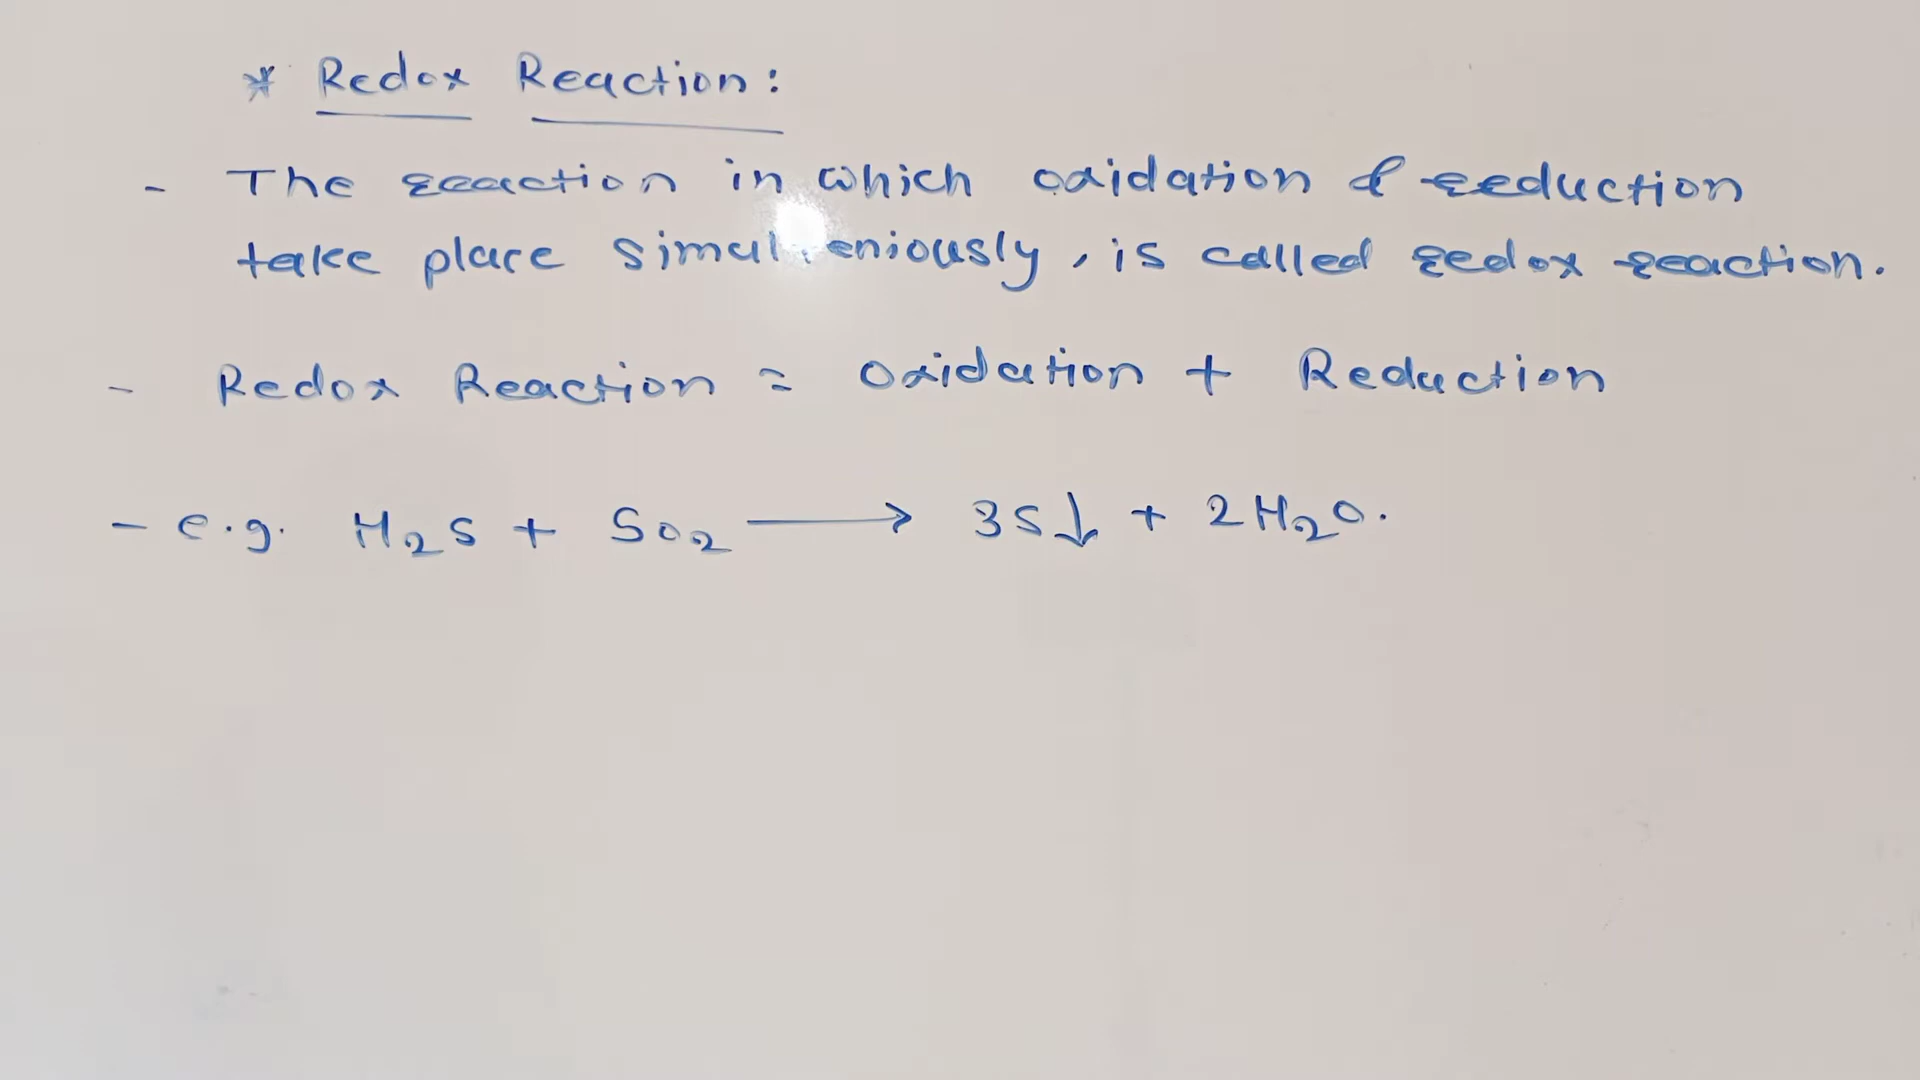 * Redox Reaction:
- The reaction in which oxidation & reduction
take place simulteniously, is called redox reaction.
- Redox Reaction = Oxidation + Reduction
- e.g. H₂S + SO₂ ⟶ 3S↓ + 2H₂O.